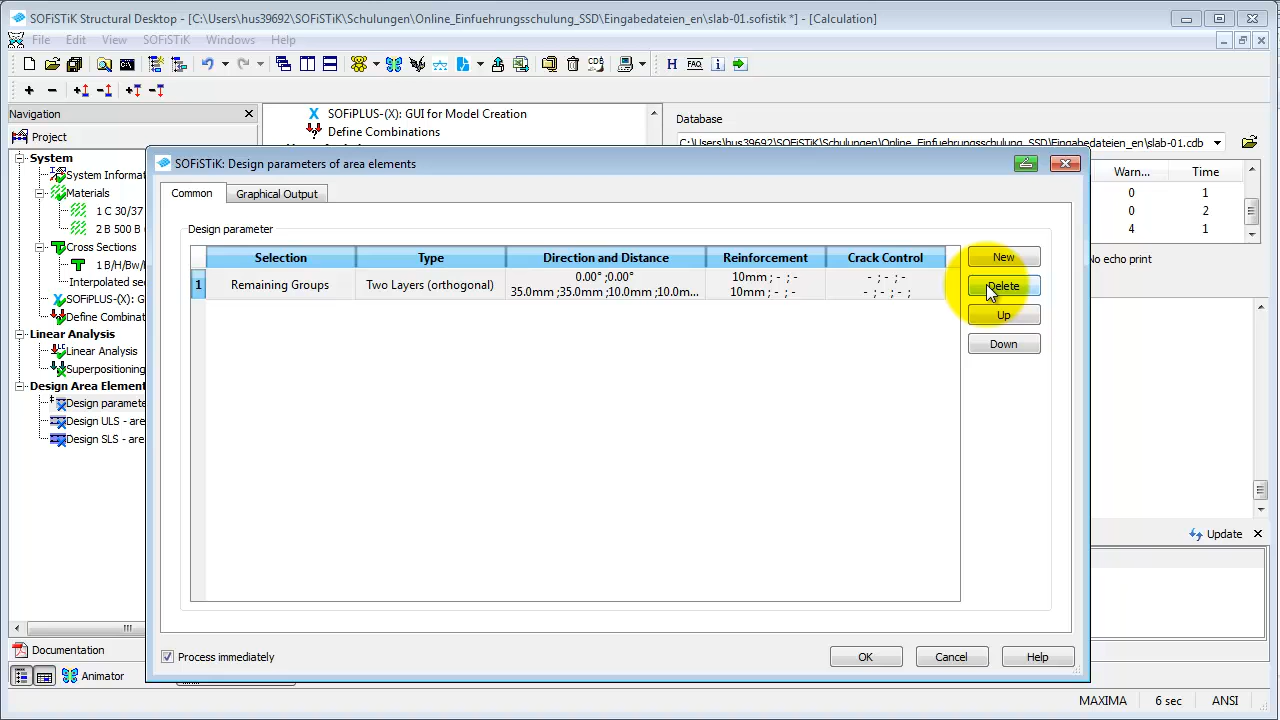 SOFiSTiK Structural Desktop - [C:\Users\hus39692\SOFiSTiK\Schulungen\Online_Einfuehrungsschulung_SSD\Eingabedateien_en\slab-01.sofistik *] - [Calculation]
File Edit View SOFiSTiK Windows Help
H FAQ
Navigation
Project
System
System Informat
Materials
1 C 30/37
2 B 500 B
Cross Sections
1 B/H/Bw/H
Interpolated sec
SOFiPLUS-(X): G
Define Combinat
Linear Analysis
Linear Analysis
Superpositioning
Design Area Element
Design paramete
Design ULS - are
Design SLS - are
Documentation
Animator
SOFiPLUS-(X): GUI for Model Creation
Define Combinations
Database
C:\Users\hus39692\SOFiSTiK\Schulungen\Online_Einfuehrungsschulung_SSD\Eingabedateien_en\slab-01.cdb
Warn... Time
0 1
0 2
4 1
No echo print
Update
SOFiSTiK: Design parameters of area elements
Common Graphical Output
Design parameter
Selection Type Direction and Distance Reinforcement Crack Control
1 Remaining Groups Two Layers (orthogonal) 0.00° ;0.00° 10mm ; - ; - - ; - ; -
35.0mm ;35.0mm ;10.0mm ;10.0m... 10mm ; - ; - - ; - ; - ;
New
Delete
Up
Down
Process immediately
OK Cancel Help
MAXIMA 6 sec ANSI